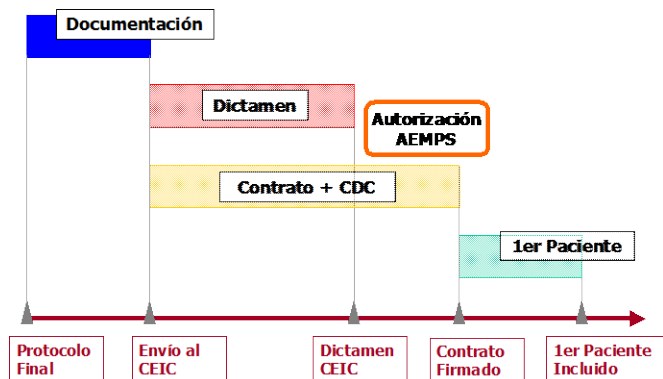 Documentación
Dictamen
Autorización
AEMPS
Contrato + CDC
1er Paciente
Protocolo
Final
Envío al
CEIC
Dictamen
CEIC
Contrato
Firmado
1er Paciente
Incluido